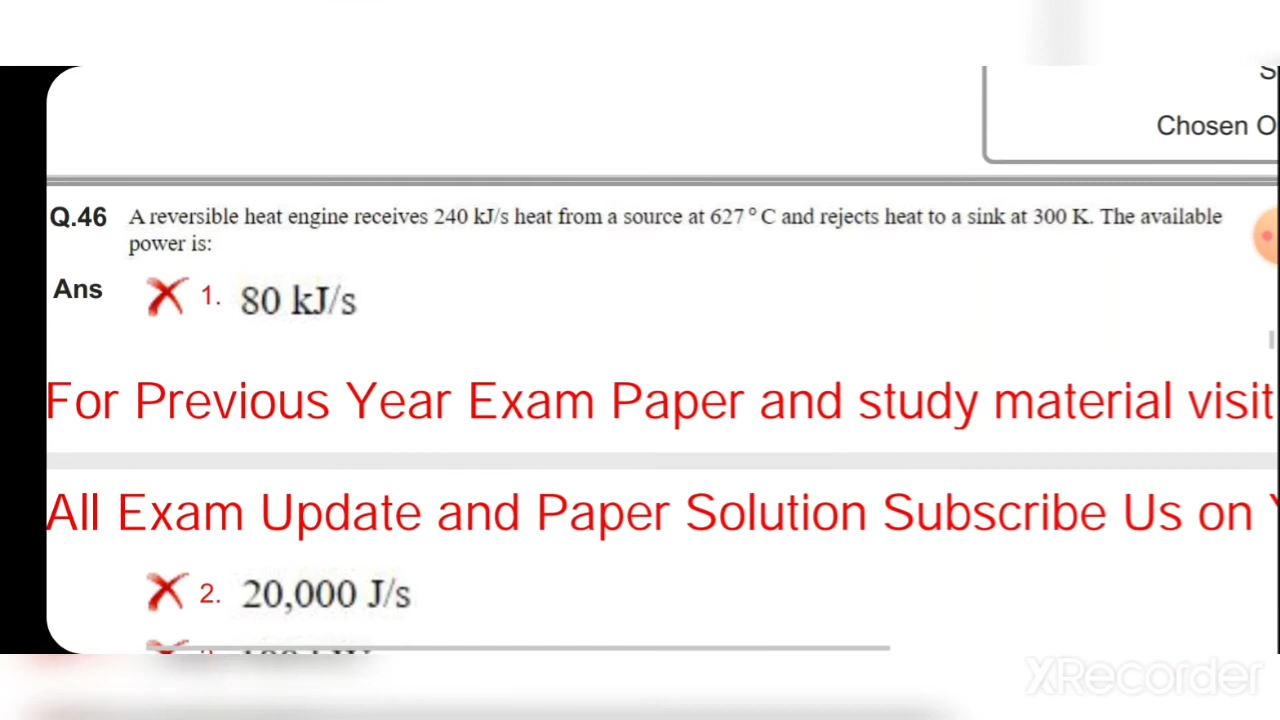 Chosen O
Q.46 A reversible heat engine receives 240 kJ/s heat from a source at 627 ° C and rejects heat to a sink at 300 K. The available
power is:
Ans
1. 80 kJ/s
For Previous Year Exam Paper and study material visit
All Exam Update and Paper Solution Subscribe Us on
2. 20,000 J/s
XRecorder